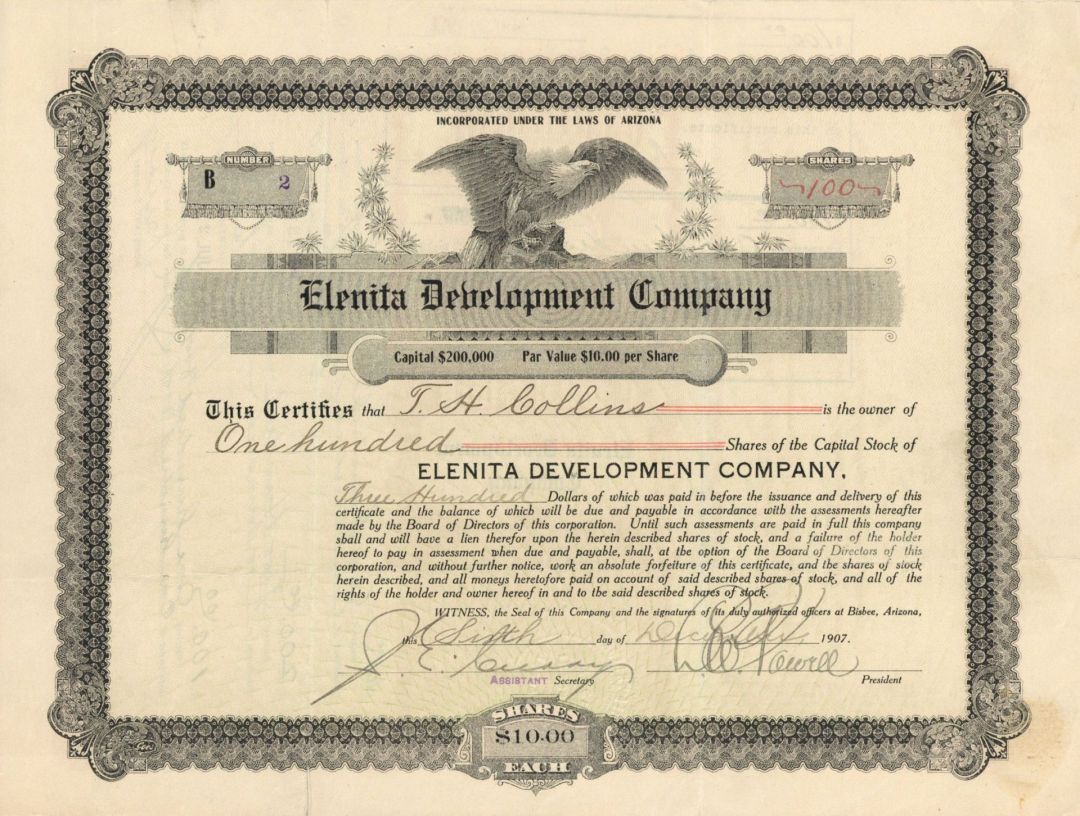 INCORPORATED UNDER THE LAWS OF ARIZONA
NUMBER
B 2
SHARES
100
Elenita Development Company
Capital $200,000 Par Value $10.00 per Share
This Certifies that T. H. Collins is the owner of
One hundred Shares of the Capital Stock of
ELENITA DEVELOPMENT COMPANY.
Three Hundred Dollars of which was paid in before the issuance and delivery of this
certificate and the balance of which will be due and payable in accordance with the assessments hereafter
made by the Board of Directors of this corporation. Until such assessments are paid in full this company
shall and will have a lien therefor upon the herein described shares of stock, and a failure of the holder
hereof to pay in assessment when due and payable, shall, at the option of the Board of Directors of this
corporation, and without further notice, work an absolute forfeiture of this certificate, and the shares of stock
herein described, and all moneys heretofore paid on account of said described shares of stock, and all of the
rights of the holder and owner hereof in and to the said described shares of stock.
WITNESS, the Seal of this Company and the signatures of its duly authorized officers at Bisbee, Arizona,
this Sixth day of December 1907.
J. E. L. W. Powell
ASSISTANT Secretary President
SHARES
$10.00
EACH